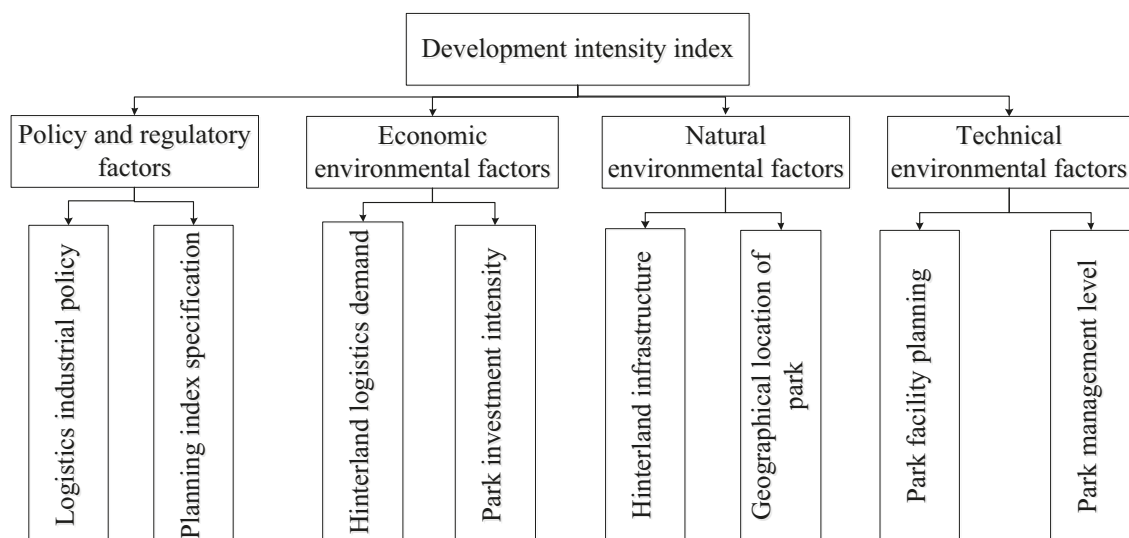 Development intensity index
Policy and regulatory
factors
Economic
environmental factors
Natural
environmental factors
Technical
environmental factors
Logistics industrial policy
Planning index specification
Hinterland logistics demand
Park investment intensity
Hinterland infrastructure
Geographical location of
park
Park facility planning
Park management level